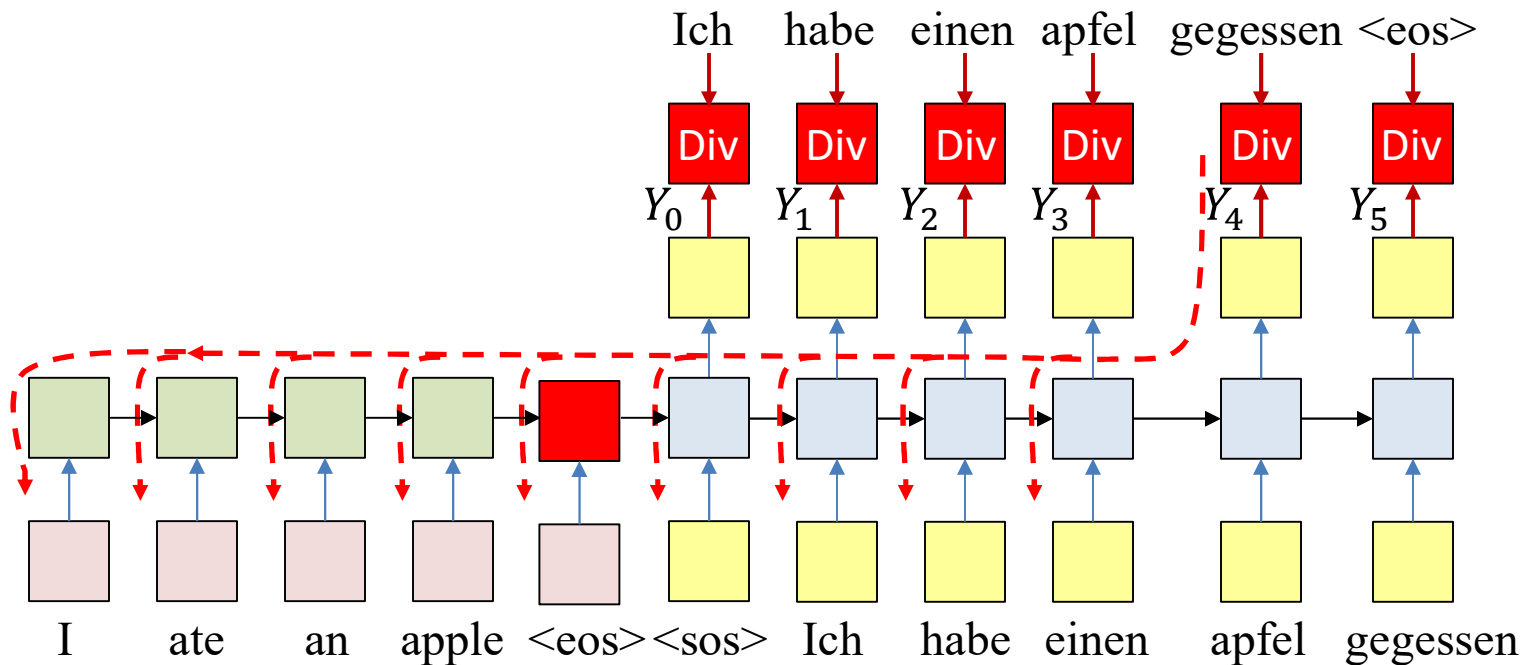 Ich habe einen apfel gegessen <eos>
Div Div Div Div Div Div
Y₀ Y₁ Y₂ Y₃ Y₄ Y₅
I ate an apple <eos> <sos> Ich habe einen apfel gegessen